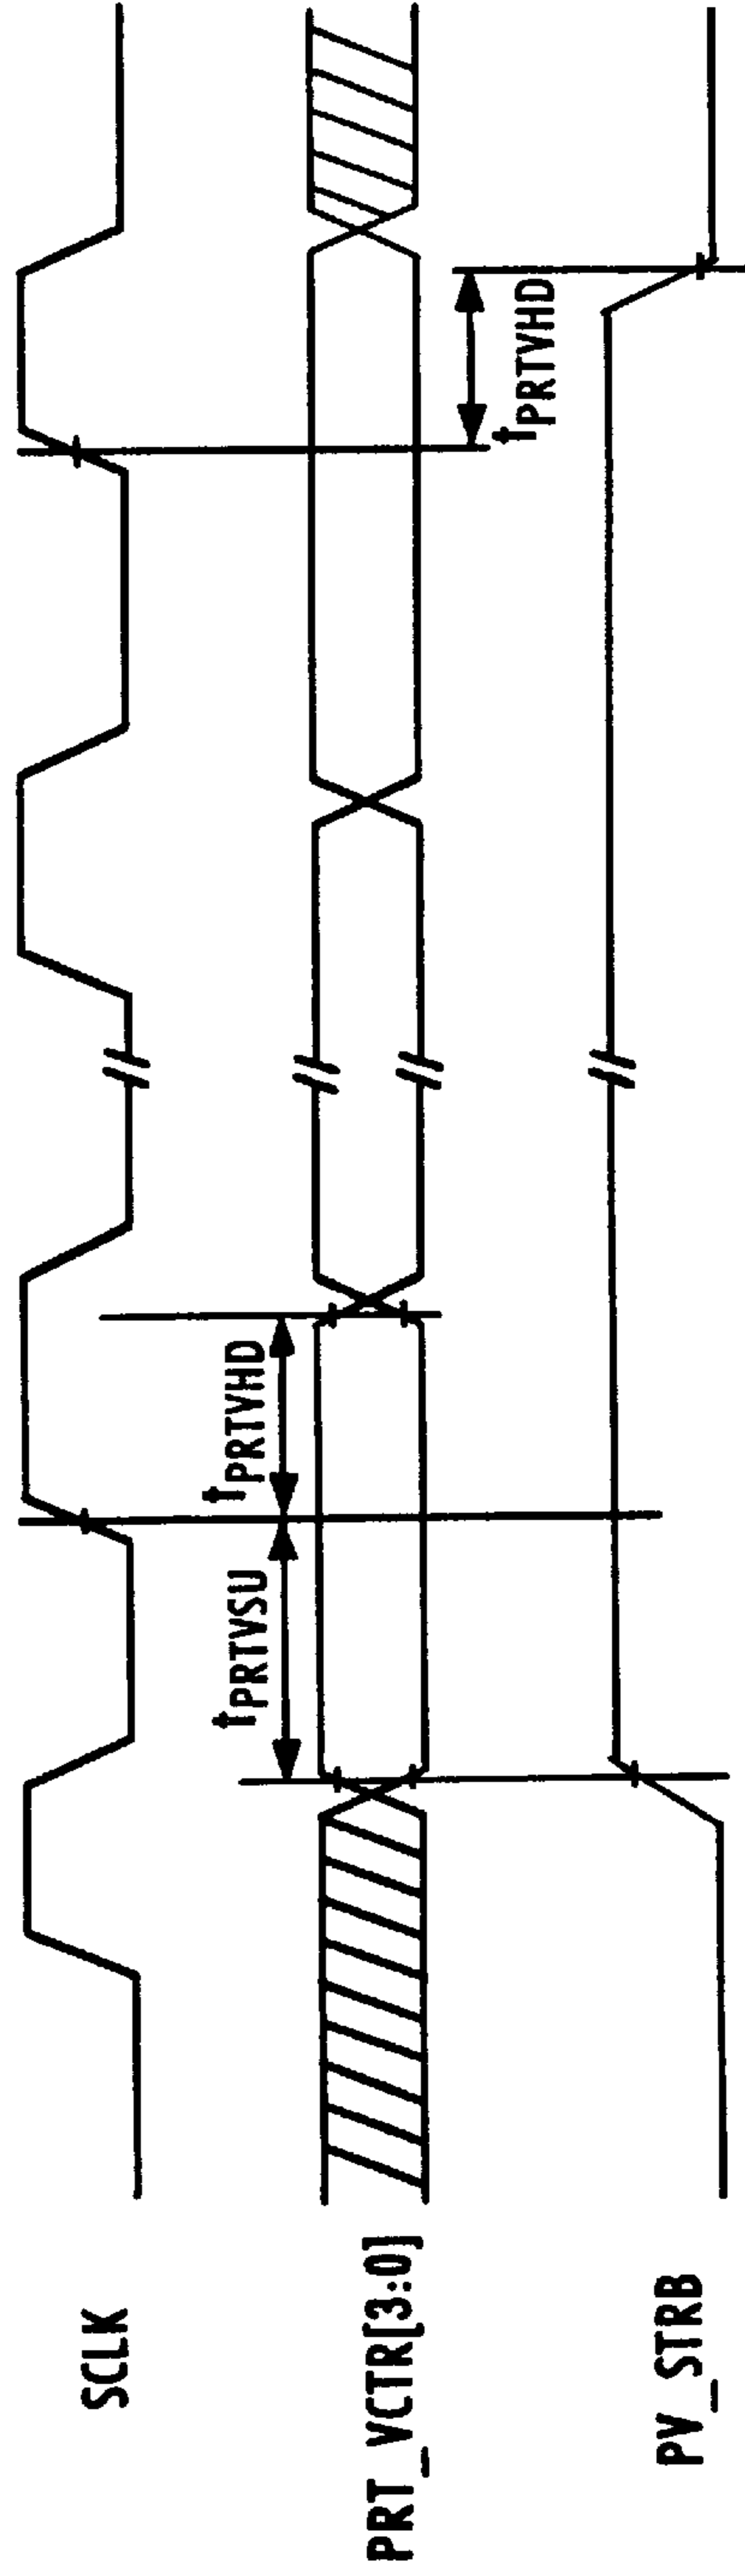 SCLK
PRT_VCTR[3:0]
PV_STRB
tPRTVSU
tPRTVHD
tPRTVHD